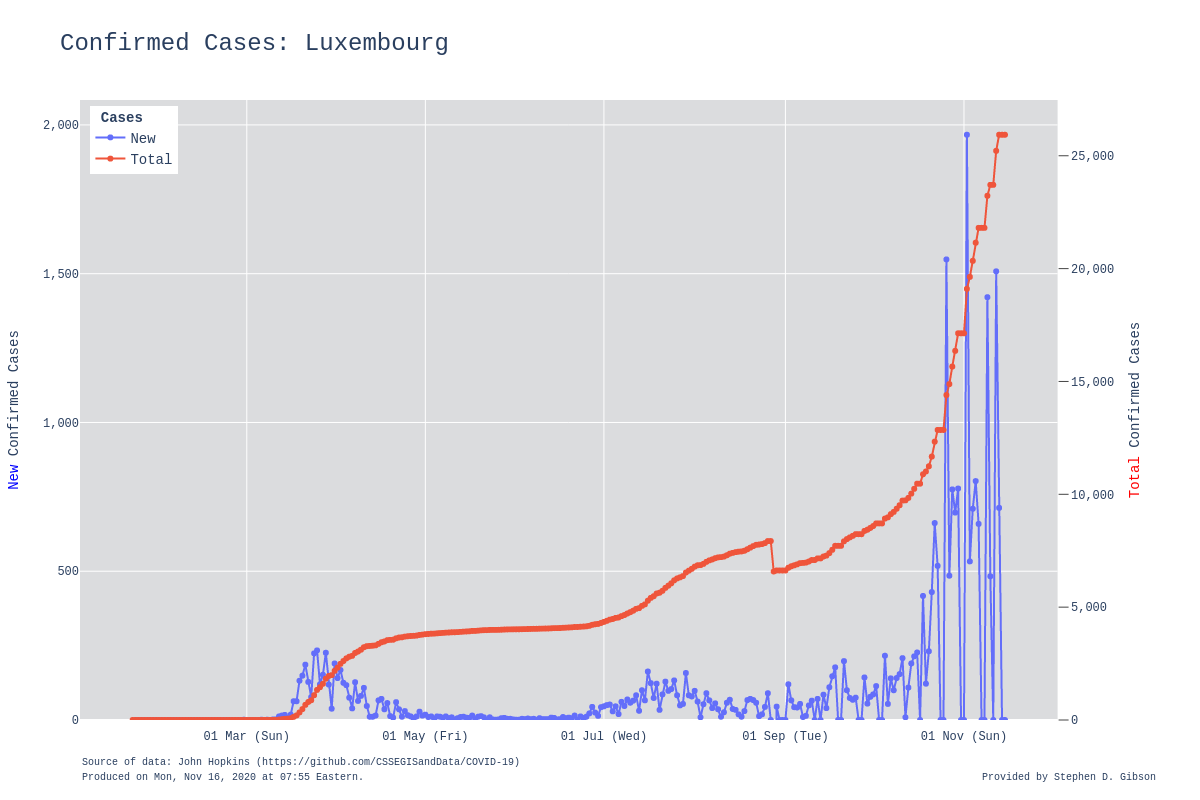 Confirmed Cases: Luxembourg
Cases
New
Total
2,000
1,500
1,000
500
0
25,000
20,000
15,000
10,000
5,000
0
New Confirmed Cases
Total Confirmed Cases
01 Mar (Sun)
01 May (Fri)
01 Jul (Wed)
01 Sep (Tue)
01 Nov (Sun)
Source of data: John Hopkins (https://github.com/CSSEGISandData/COVID-19)
Produced on Mon, Nov 16, 2020 at 07:55 Eastern.
Provided by Stephen D. Gibson